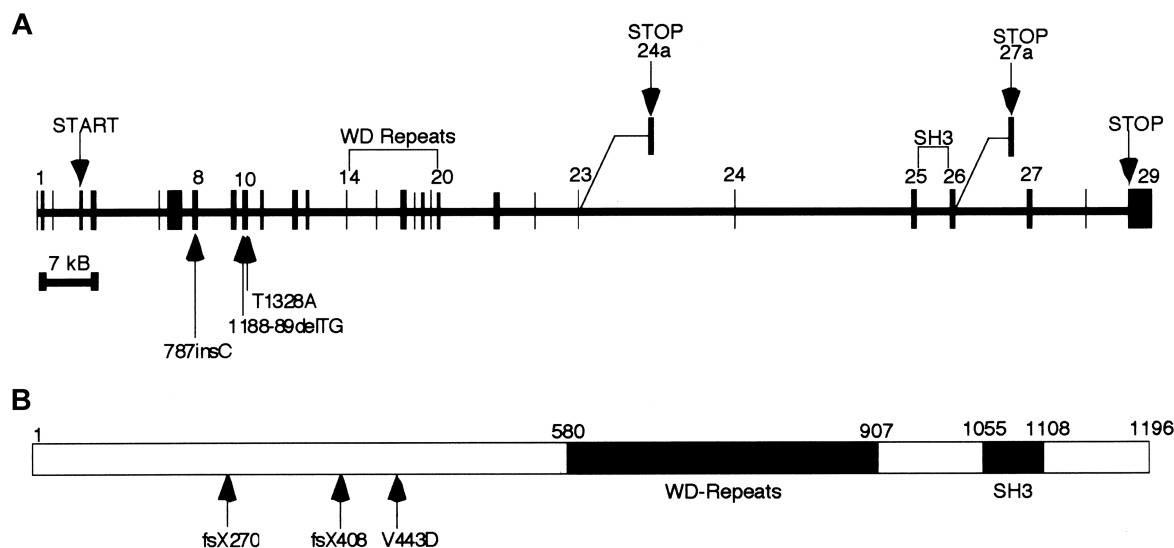 A
STOP
24a
STOP
27a
START
WD Repeats
SH3
STOP
1 8 10 14 20 23 24 25 26 27 29
7 kB
T1328A
1188-89delTG
787insC
B
1 580 907 1055 1108 1196
WD-Repeats SH3
fsX270 fsX408 V443D